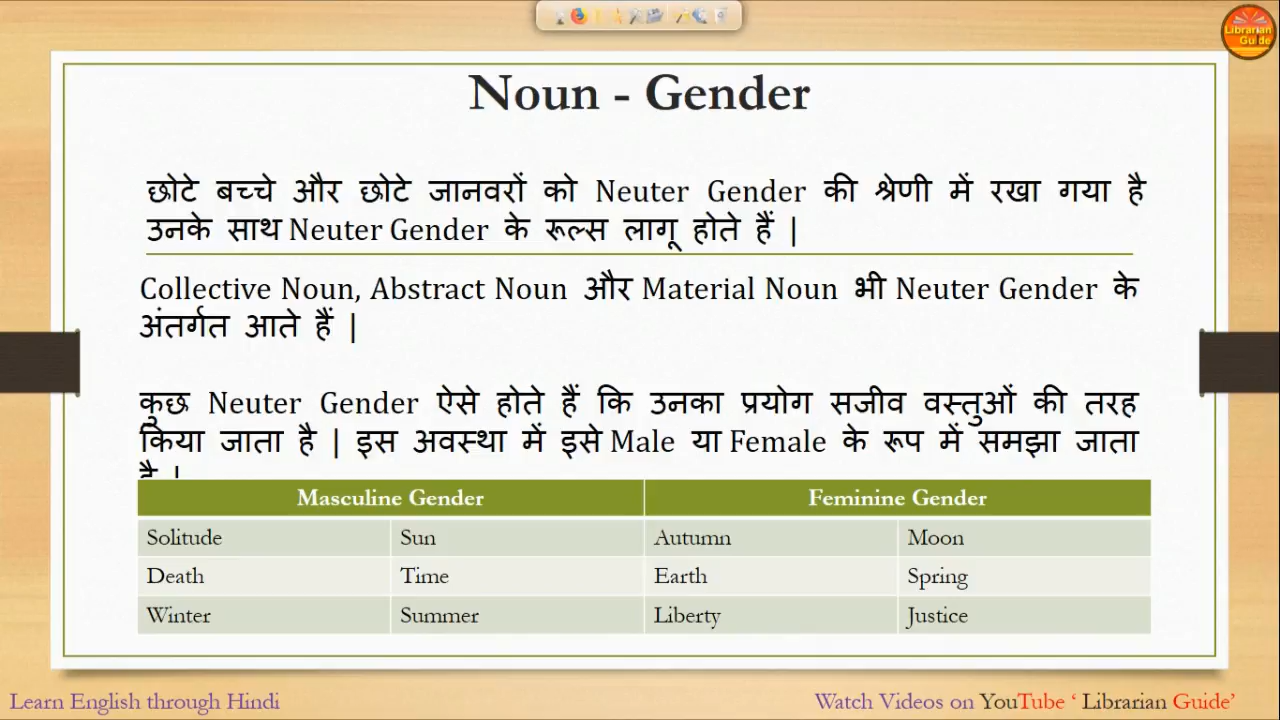 Librarian
Guide
Noun - Gender
छोटे बच्चे और छोटे जानवरों को Neuter Gender की श्रेणी में रखा गया है
उनके साथ Neuter Gender के रूल्स लागू होते हैं |
Collective Noun, Abstract Noun और Material Noun भी Neuter Gender के
अंतर्गत आते हैं |
कुछ Neuter Gender ऐसे होते हैं कि उनका प्रयोग सजीव वस्तुओं की तरह
किया जाता है | इस अवस्था में इसे Male या Female के रूप में समझा जाता
है |
Masculine Gender Feminine Gender
Solitude Sun Autumn Moon
Death Time Earth Spring
Winter Summer Liberty Justice
Learn English through Hindi Watch Videos on YouTube ‘ Librarian Guide’